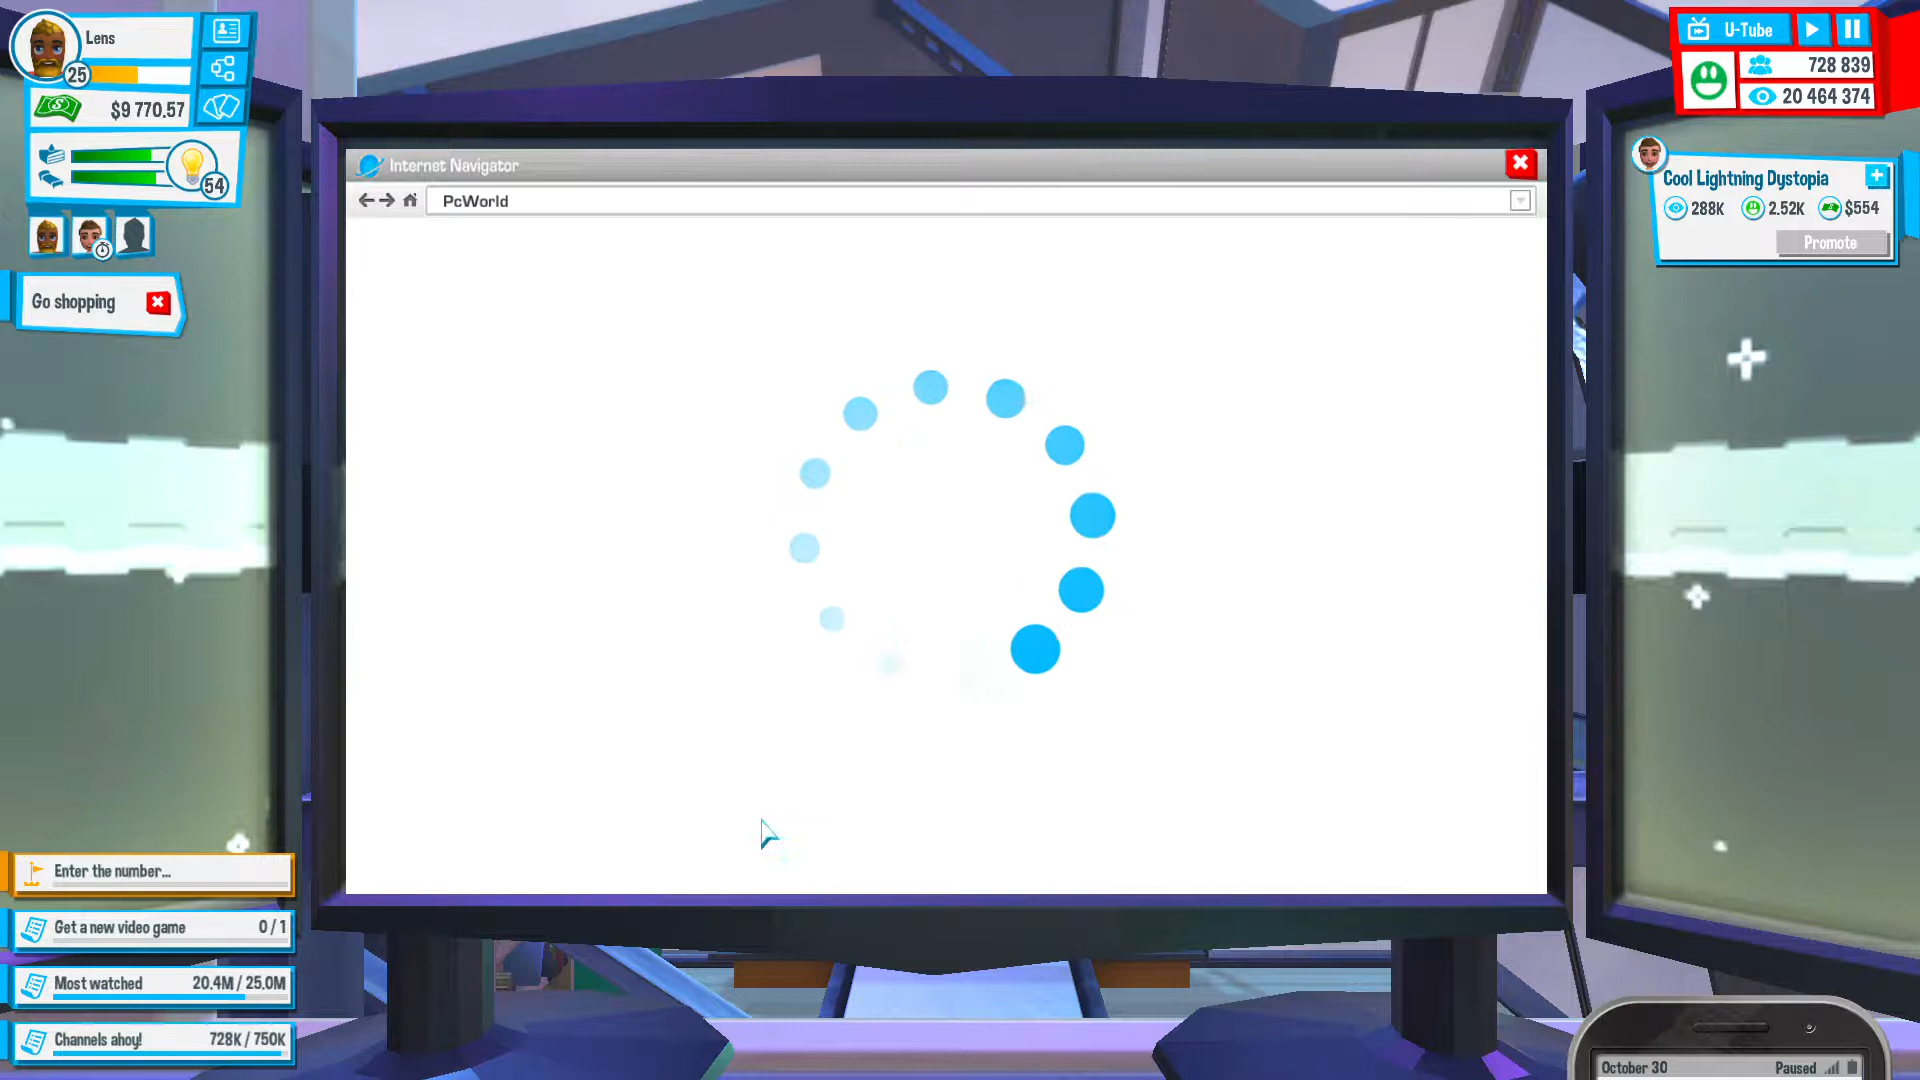 Lens
25
$9 770.57
54
Go shopping
Internet Navigator
PcWorld
U-Tube
728 839
20 464 374
Cool Lightning Dystopia
288K 2.52K $554
Promote
Enter the number...
Get a new video game 0 / 1
Most watched 20.4M / 25.0M
Channels ahoy! 728K / 750K
October 30 Paused